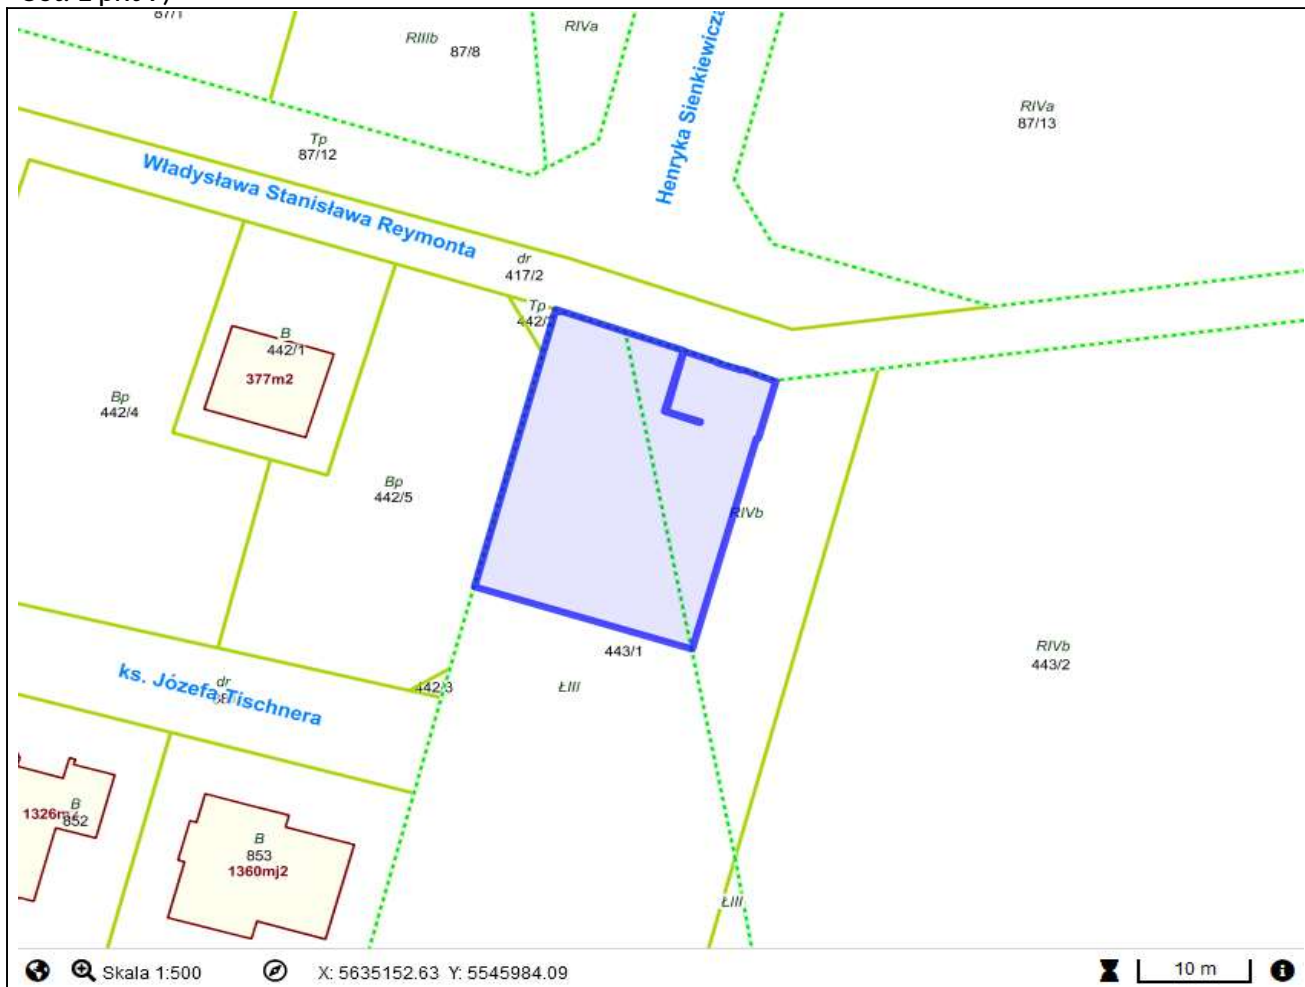 87/1
RIIIb
87/8
RIVa
Henryka Sienkiewicza
RIVa
87/13
Tp
87/12
Władysława Stanisława Reymonta
dr
417/2
Tp
B
442/1
377m2
Bp
442/4
Bp
442/5
RIVb
443/1
RIVb
443/2
442/3
ŁIII
dr
ks. Józefa Tischnera
B
852
B
853
1360mj2
ŁIII
Skala 1:500
X: 5635152.63 Y: 5545984.09
10 m